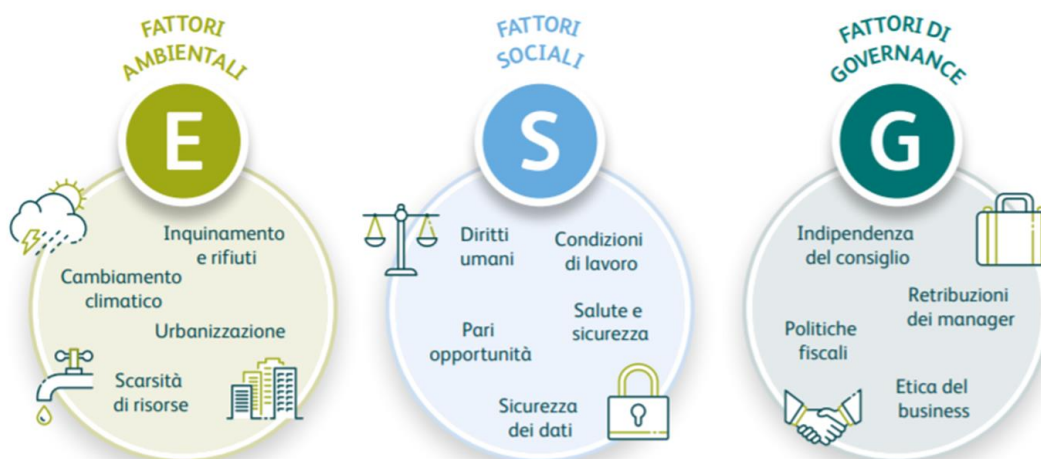 FATTORI
AMBIENTALI
E
Inquinamento
e rifiuti
Cambiamento
climatico
Urbanizzazione
Scarsità
di risorse
FATTORI
SOCIALI
S
Diritti
umani
Condizioni
di lavoro
Pari
opportunità
Salute e
sicurezza
Sicurezza
dei dati
FATTORI DI
GOVERNANCE
G
Indipendenza
del consiglio
Retribuzioni
dei manager
Politiche
fiscali
Etica del
business